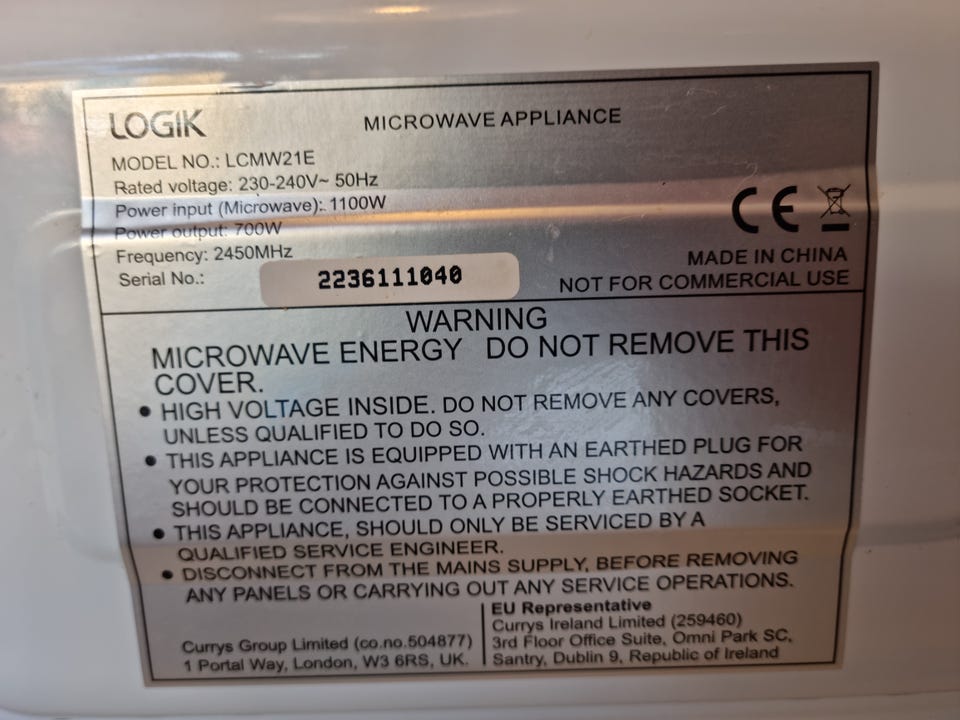 LOGIK
MICROWAVE APPLIANCE
MODEL NO.: LCMW21E
Rated voltage: 230-240V~ 50Hz
Power input (Microwave): 1100W
Power output: 700W
Frequency: 2450MHz
Serial No.: 2236111040
CE
MADE IN CHINA
NOT FOR COMMERCIAL USE
WARNING
MICROWAVE ENERGY DO NOT REMOVE THIS
COVER.
• HIGH VOLTAGE INSIDE. DO NOT REMOVE ANY COVERS,
UNLESS QUALIFIED TO DO SO.
• THIS APPLIANCE IS EQUIPPED WITH AN EARTHED PLUG FOR
YOUR PROTECTION AGAINST POSSIBLE SHOCK HAZARDS AND
SHOULD BE CONNECTED TO A PROPERLY EARTHED SOCKET.
• THIS APPLIANCE, SHOULD ONLY BE SERVICED BY A
QUALIFIED SERVICE ENGINEER.
• DISCONNECT FROM THE MAINS SUPPLY, BEFORE REMOVING
ANY PANELS OR CARRYING OUT ANY SERVICE OPERATIONS.
Currys Group Limited (co.no.504877)
1 Portal Way, London, W3 6RS, UK.
EU Representative
Currys Ireland Limited (259460)
3rd Floor Office Suite, Omni Park SC,
Santry, Dublin 9, Republic of Ireland